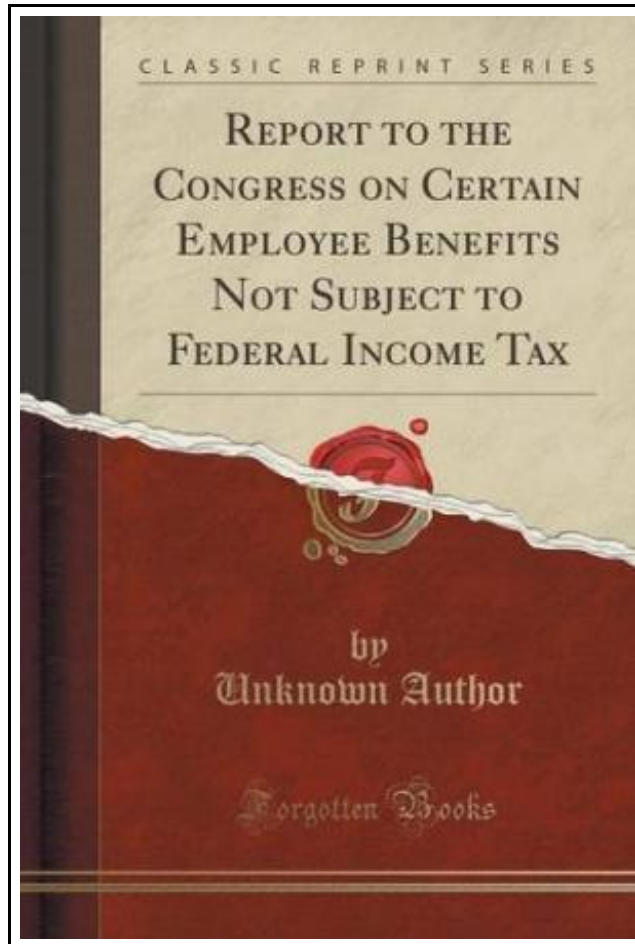 CLASSIC REPRINT SERIES
REPORT TO THE
CONGRESS ON CERTAIN
EMPLOYEE BENEFITS
NOT SUBJECT TO
FEDERAL INCOME TAX
F
by
Unknown Author
Forgotten Books